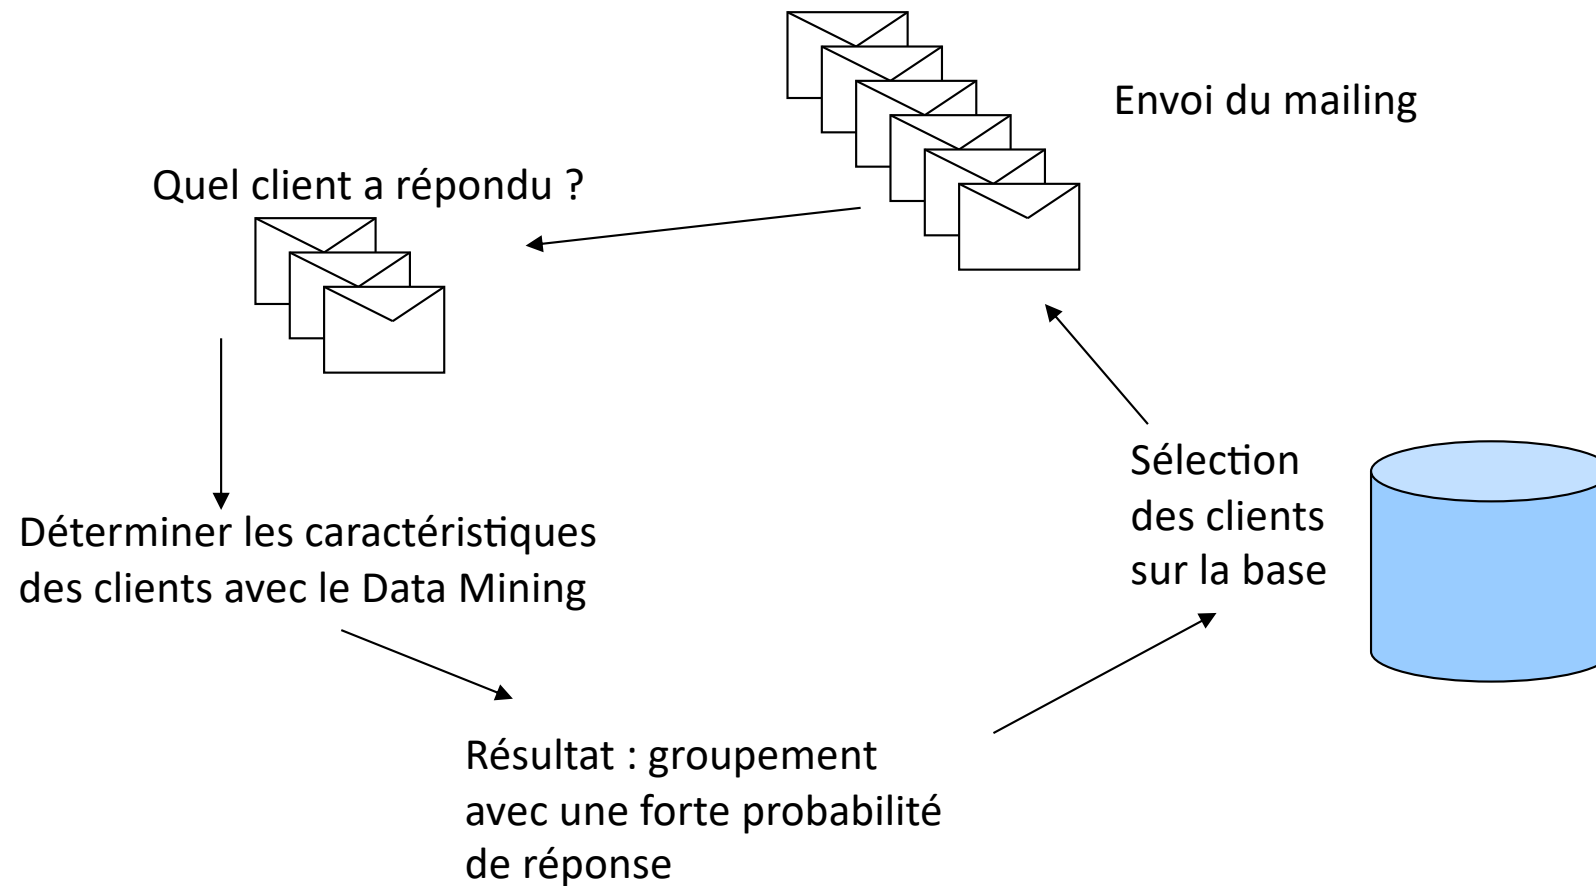 Envoi du mailing
Quel client a répondu ?
Déterminer les caractéristiques
des clients avec le Data Mining
Résultat : groupement
avec une forte probabilité
de réponse
Sélection
des clients
sur la base